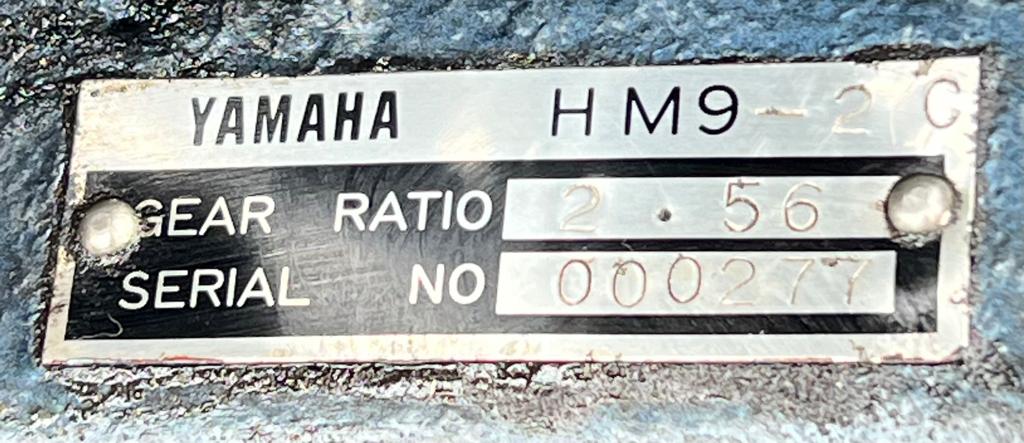 YAMAHA HM9-2C
GEAR RATIO 2.56
SERIAL NO 000277